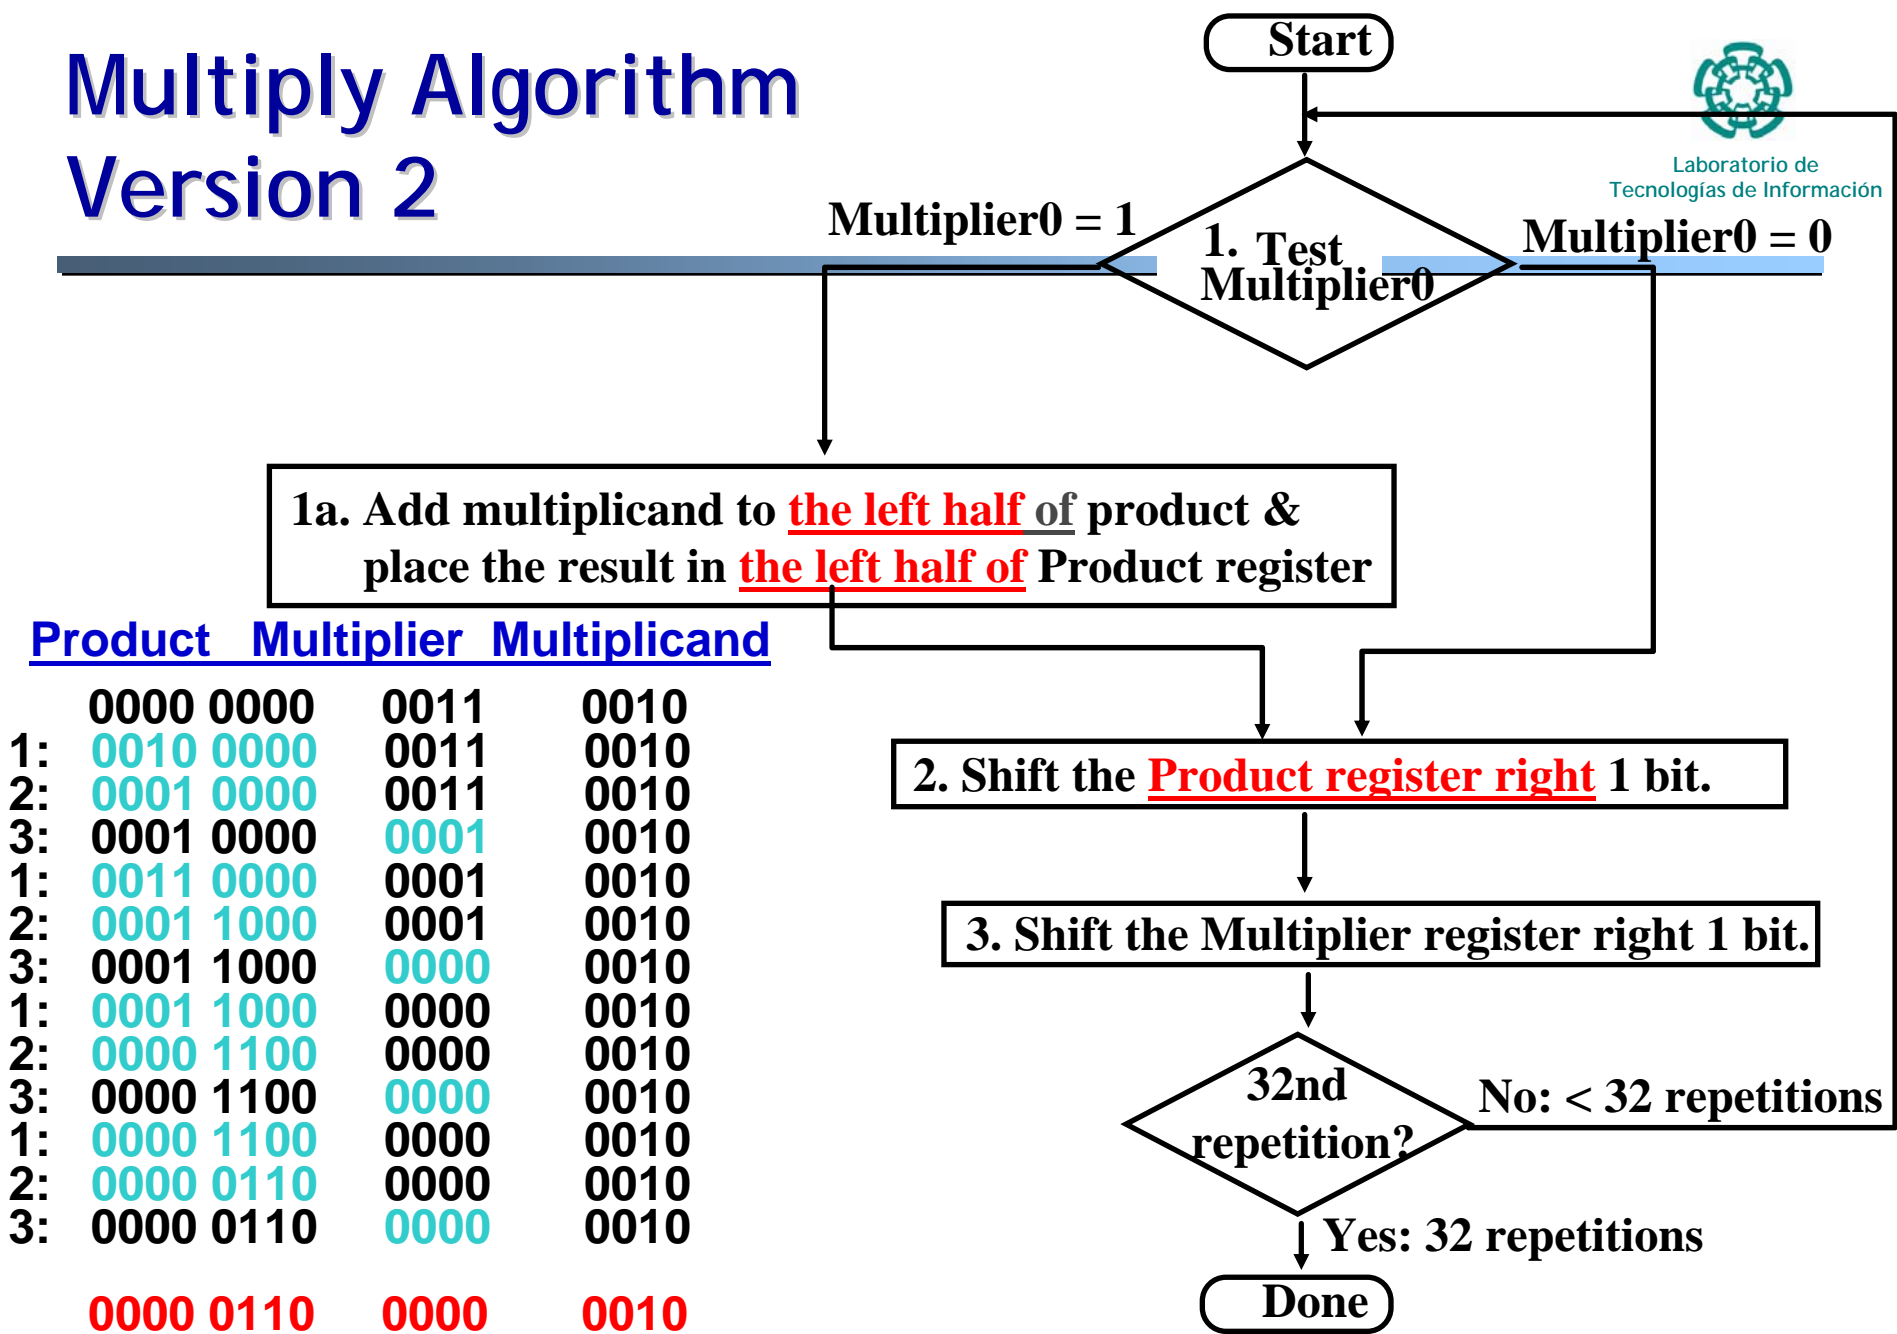 Multiply Algorithm
Version 2
Start
Laboratorio de
Tecnologías de Información
Multiplier0 = 1
1. Test
Multiplier0
Multiplier0 = 0
1a. Add multiplicand to the left half of product &
place the result in the left half of Product register
Product Multiplier Multiplicand
0000 0000 0011 0010
1: 0010 0000 0011 0010
2: 0001 0000 0011 0010
3: 0001 0000 0001 0010
1: 0011 0000 0001 0010
2: 0001 1000 0001 0010
3: 0001 1000 0000 0010
1: 0001 1000 0000 0010
2: 0000 1100 0000 0010
3: 0000 1100 0000 0010
1: 0000 1100 0000 0010
2: 0000 0110 0000 0010
3: 0000 0110 0000 0010
0000 0110 0000 0010
2. Shift the Product register right 1 bit.
3. Shift the Multiplier register right 1 bit.
32nd
repetition?
No: < 32 repetitions
Yes: 32 repetitions
Done